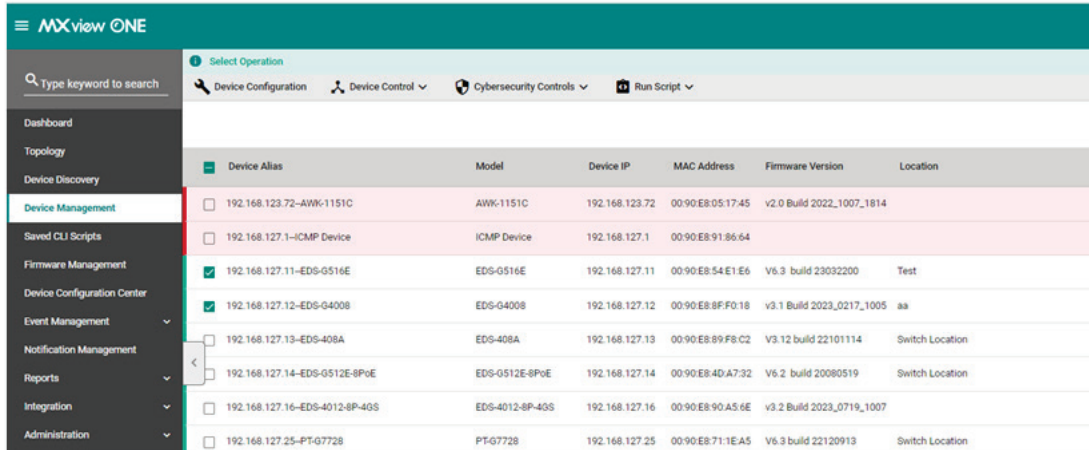 MXview ONE
Type keyword to search
Dashboard
Topology
Device Discovery
Device Management
Saved CLI Scripts
Firmware Management
Device Configuration Center
Event Management
Notification Management
Reports
Integration
Administration
Select Operation
Device Configuration Device Control Cybersecurity Controls Run Script
Device Alias Model Device IP MAC Address Firmware Version Location
192.168.123.72–AWK-1151C AWK-1151C 192.168.123.72 00:90:E8:05:17:45 v2.0 Build 2022_1007_1814
192.168.127.1–ICMP Device ICMP Device 192.168.127.1 00:90:E8:91:86:64
192.168.127.11–EDS-G516E EDS-G516E 192.168.127.11 00:90:E8:54:E1:E6 V6.3 build 23032200 Test
192.168.127.12–EDS-G4008 EDS-G4008 192.168.127.12 00:90:E8:8F:F0:18 v3.1 Build 2023_0217_1005 aa
192.168.127.13–EDS-408A EDS-408A 192.168.127.13 00:90:E8:89:F8:C2 V3.12 build 22101114 Switch Location
192.168.127.14–EDS-G512E-8PoE EDS-G512E-8PoE 192.168.127.14 00:90:E8:4D:A7:32 V6.2 build 20080519 Switch Location
192.168.127.16–EDS-4012-8P-4GS EDS-4012-8P-4GS 192.168.127.16 00:90:E8:90:A5:6E v3.2 Build 2023_0719_1007
192.168.127.25–PT-G7728 PT-G7728 192.168.127.25 00:90:E8:71:1E:A5 V6.3 build 22120913 Switch Location